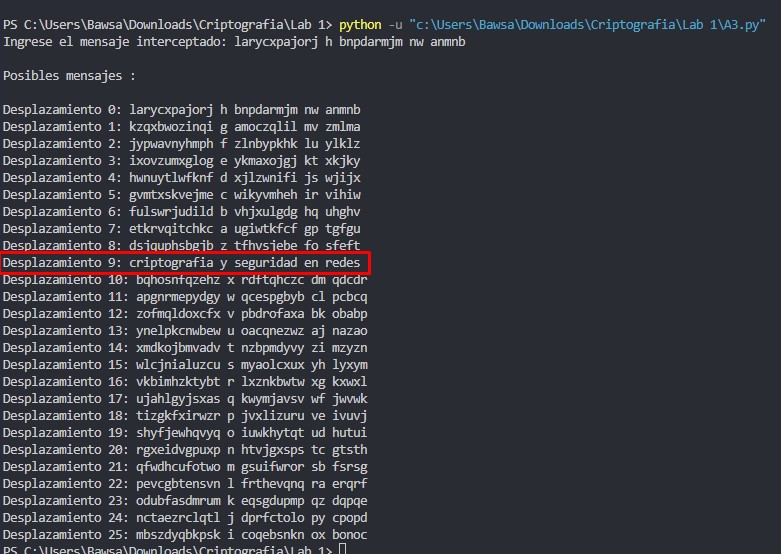 PS C:\Users\Bawsa\Downloads\Criptografia\Lab 1> python -u "c:\Users\Bawsa\Downloads\Criptografia\Lab 1\A3.py"
Ingrese el mensaje interceptado: larycxpajorj h bnpdarmjm nw anmnb
Posibles mensajes :
Desplazamiento 0: larycxpajorj h bnpdarmjm nw anmnb
Desplazamiento 1: kzqxbwozinqi g amoczqlil mv zmlma
Desplazamiento 2: jypwavnyhmph f zlnbypkhk lu ylklz
Desplazamiento 3: ixovzumxglog e ykmaxojgj kt xkjky
Desplazamiento 4: hwnuytlwfknf d xjlzwnifi js wjijx
Desplazamiento 5: gvmtxskvejme c wikyvmheh ir vihiw
Desplazamiento 6: fulswrjudild b vhjxulgdg hq uhghv
Desplazamiento 7: etkrvqitchkc a ugiwtkfcf gp tgfgu
Desplazamiento 8: dsjquphsbgjb z tfhvsjebe fo sfeft
Desplazamiento 9: criptografia y seguridad en redes
Desplazamiento 10: bqhosnfqzehz x rdftqhczc dm qdcdr
Desplazamiento 11: apgnrmepydgy w qcespgbyb cl pcbcq
Desplazamiento 12: zofmqldoxcfx v pbdrofaxa bk obabp
Desplazamiento 13: ynelpkcnwbew u oacqnezwz aj nazao
Desplazamiento 14: xmdkojbmvadv t nzbpmdyvy zi mzyzn
Desplazamiento 15: wlcjnialuzcu s myaolcxux yh lyxym
Desplazamiento 16: vkbimhzktybt r lxznkbwtw xg kxwxl
Desplazamiento 17: ujahlgyjsxas q kwymjavsv wf jwvwk
Desplazamiento 18: tizgkfxirwzr p jvxlizuru ve ivuvj
Desplazamiento 19: shyfjewhqvyq o iuwkhytqt ud hutui
Desplazamiento 20: rgxeidvgpuxp n htvjgxsps tc gtsth
Desplazamiento 21: qfwdhcufotwo m gsuifwror sb fsrsg
Desplazamiento 22: pevcgbtensvn l frthevqnq ra erqrf
Desplazamiento 23: odubfasdmrum k eqsgdupmp qz dqpqe
Desplazamiento 24: nctaezrclqtl j dprfctolo py cpopd
Desplazamiento 25: mbszdyqbkpsk i coqebsnkn ox bonoc
PS C:\Users\Bawsa\Downloads\Criptografia\Lab 1>